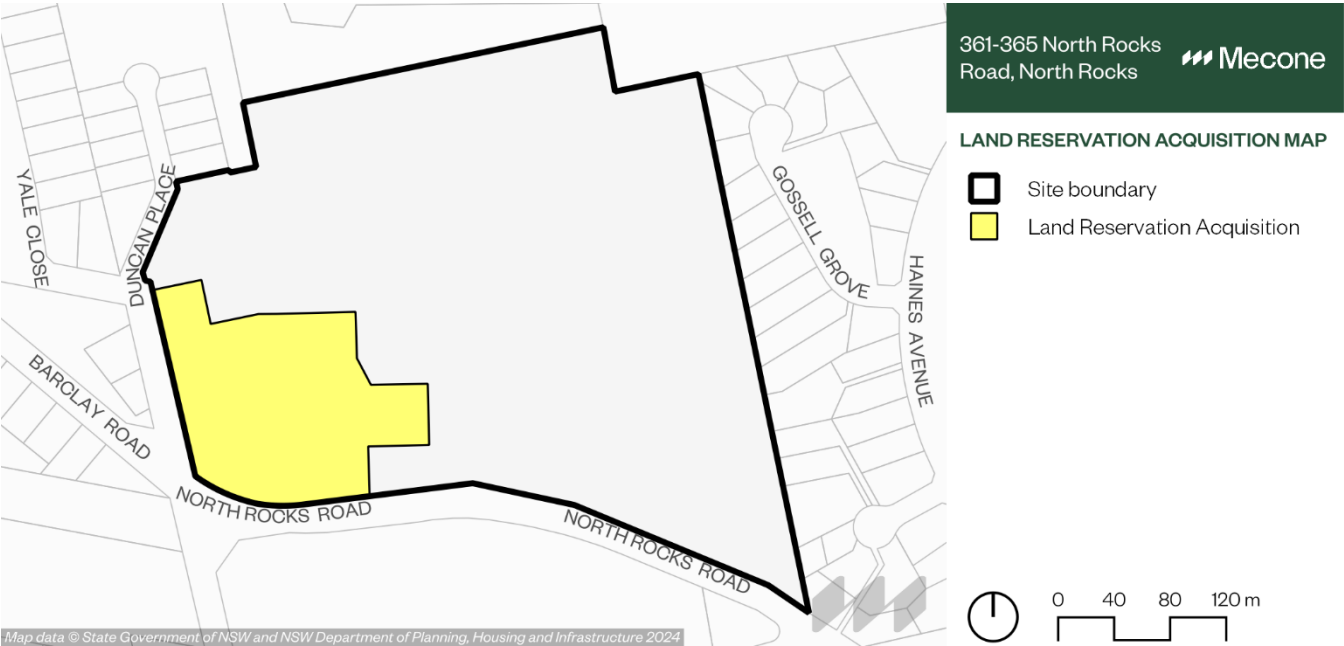 361-365 North Rocks
Road, North Rocks
Mecone
LAND RESERVATION ACQUISITION MAP
Site boundary
Land Reservation Acquisition
YALE CLOSE
DUNCAN PLACE
BARCLAY ROAD
NORTH ROCKS ROAD
NORTH ROCKS ROAD
GOSSELL GROVE
HAINES AVENUE
0 40 80 120 m
Map data © State Government of NSW and NSW Department of Planning, Housing and Infrastructure 2024